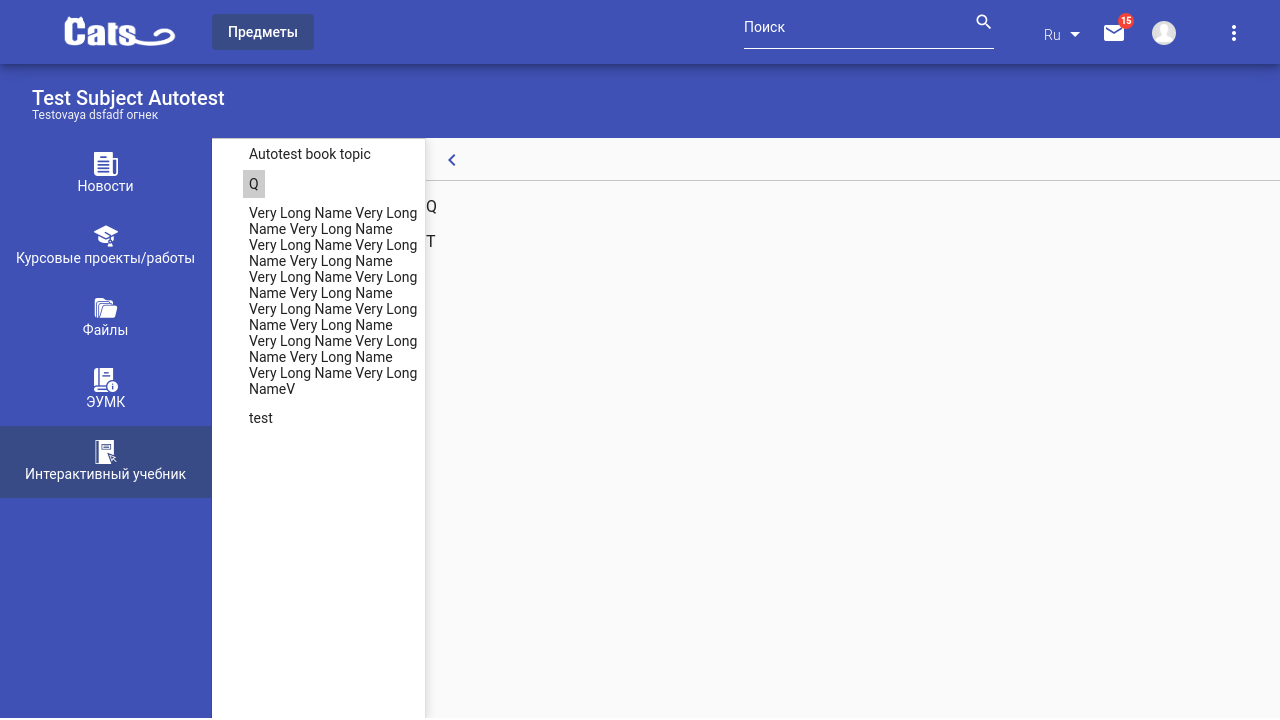 Cats
Предметы
Поиск
Ru
15
Test Subject Autotest
Testovaya dsfadf огнек
Новости
Курсовые проекты/работы
Файлы
ЭУМК
Интерактивный учебник
Autotest book topic
Q
Very Long Name Very Long
Name Very Long Name
Very Long Name Very Long
Name Very Long Name
Very Long Name Very Long
Name Very Long Name
Very Long Name Very Long
Name Very Long Name
Very Long Name Very Long
Name Very Long Name
Very Long Name Very Long
NameV
test
Q
T